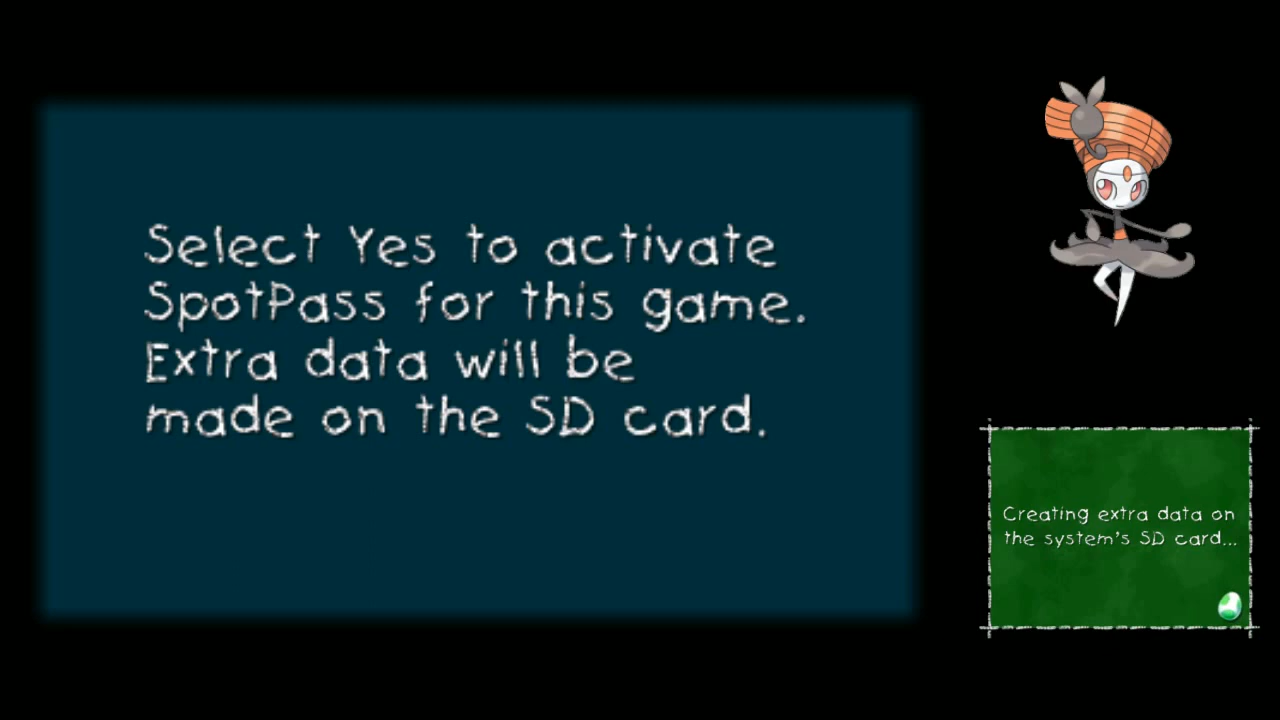 Select Yes to activate
SpotPass for this game.
Extra data will be
made on the SD card.
Creating extra data on
the system's SD card...